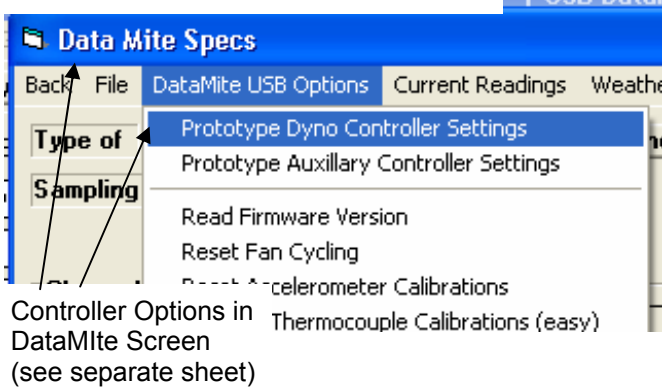 Data Mite Specs
Back File DataMite USB Options Current Readings
Type of
Prototype Dyno Controller Settings
Sampling
Prototype Auxillary Controller Settings
Read Firmware Version
Reset Fan Cycling
Accelerometer Calibrations
Thermocouple Calibrations (easy)
Controller Options in
DataMIte Screen
(see separate sheet)